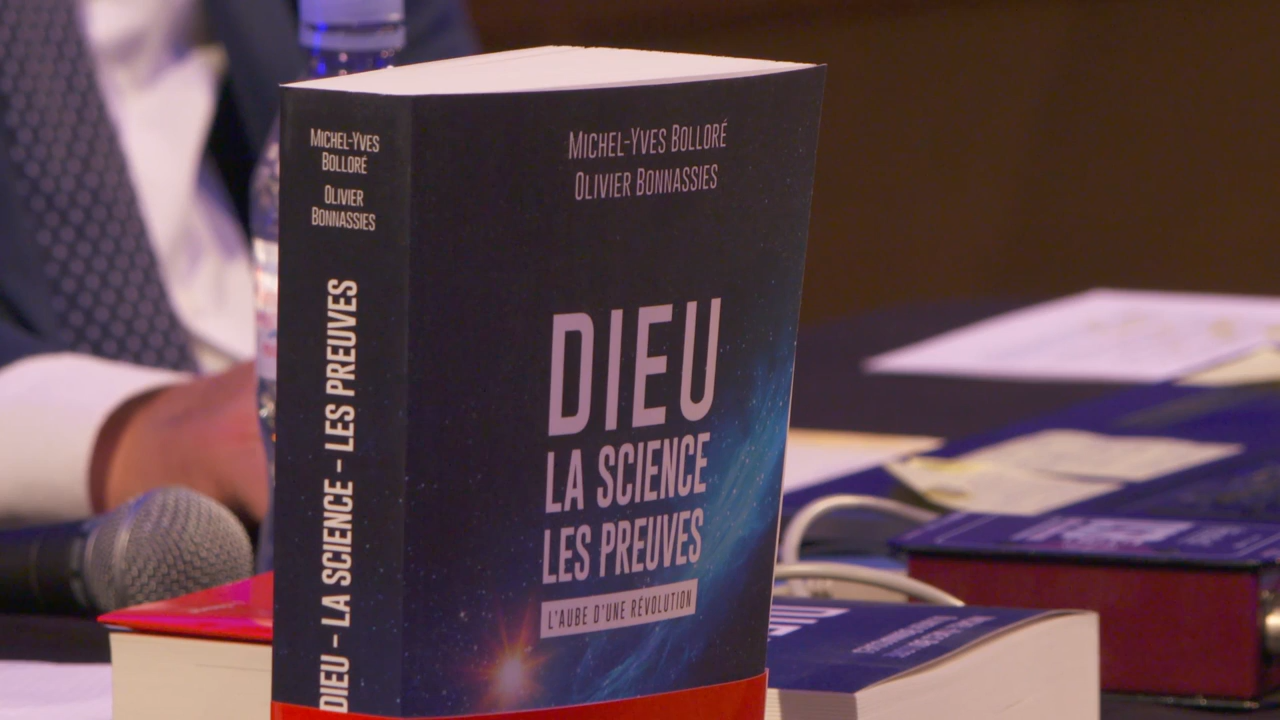 MICHEL-YVES
BOLLORÉ
OLIVIER
BONNASSIES
DIEU - LA SCIENCE - LES PREUVES
MICHEL-YVES BOLLORÉ
OLIVIER BONNASSIES
DIEU
LA SCIENCE
LES PREUVES
L'AUBE D'UNE RÉVOLUTION